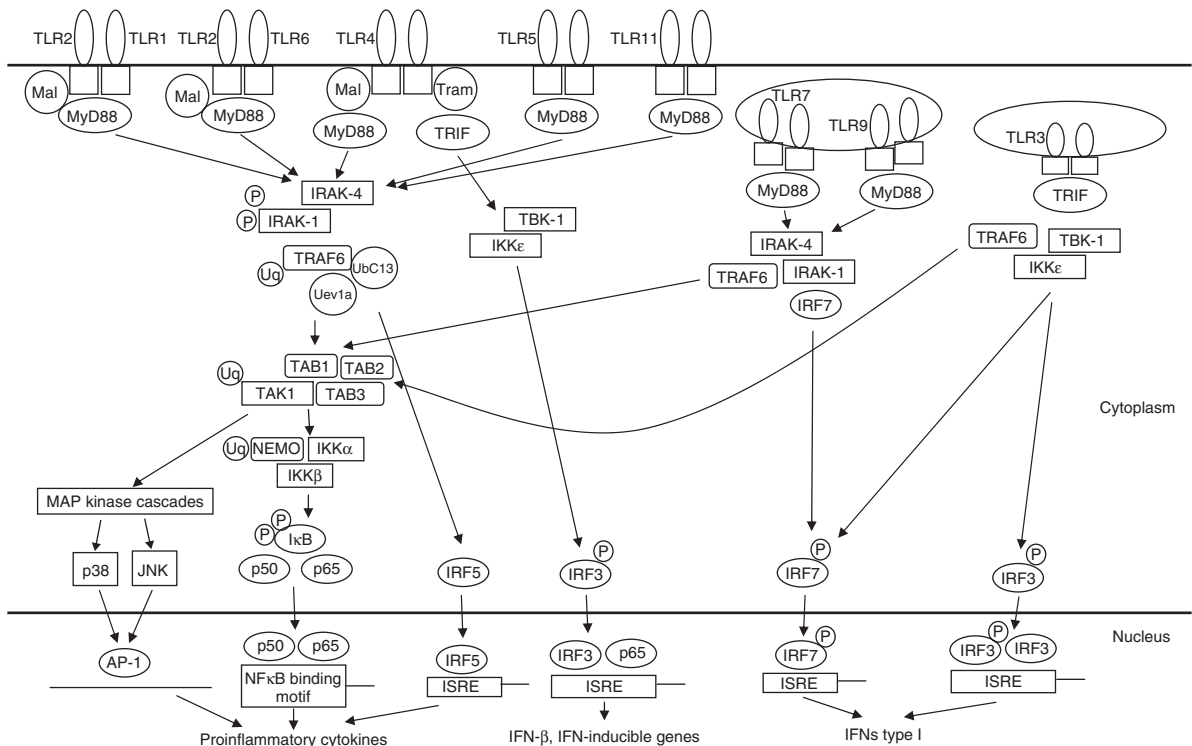 TLR2 TLR1 TLR2 TLR6 TLR4 TLR5 TLR11
Mal Mal Mal Tram TLR7
MyD88 MyD88 MyD88 TRIF MyD88 MyD88 TLR9 TLR3
MyD88 MyD88 TRIF
P IRAK-4
P IRAK-1 TBK-1 IRAK-4 TRAF6 TBK-1
IKKε IRAK-1 IKKε
TRAF6 UbC13 TRAF6
Uq Uev1a IRF7
TAB1 TAB2
Uq TAK1 TAB3
Cytoplasm
Uq NEMO IKKα
IKKβ
MAP kinase cascades
P P IκB
P P P
p38 JNK p50 p65 IRF5 IRF3 IRF7 IRF3
Nucleus
P P
AP-1 p50 p65 IRF5 IRF3 p65 IRF7 IRF3 IRF3
NFκB binding
motif
ISRE ISRE ISRE ISRE
Proinflammatory cytokines IFN-β, IFN-inducible genes IFNs type I